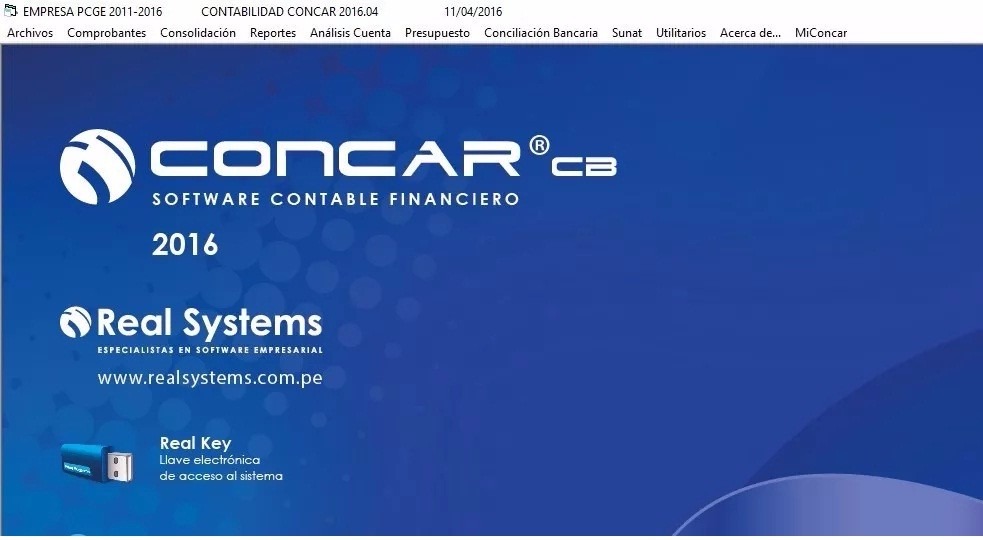 EMPRESA PCGE 2011-2016 CONTABILIDAD CONCAR 2016.04 11/04/2016
Archivos Comprobantes Consolidación Reportes Análisis Cuenta Presupuesto Conciliación Bancaria Sunat Utilitarios Acerca de... MiConcar
CONCAR ® CB
SOFTWARE CONTABLE FINANCIERO
2016
Real Systems
ESPECIALISTAS EN SOFTWARE EMPRESARIAL
www.realsystems.com.pe
Real Key
Llave electrónica
de acceso al sistema